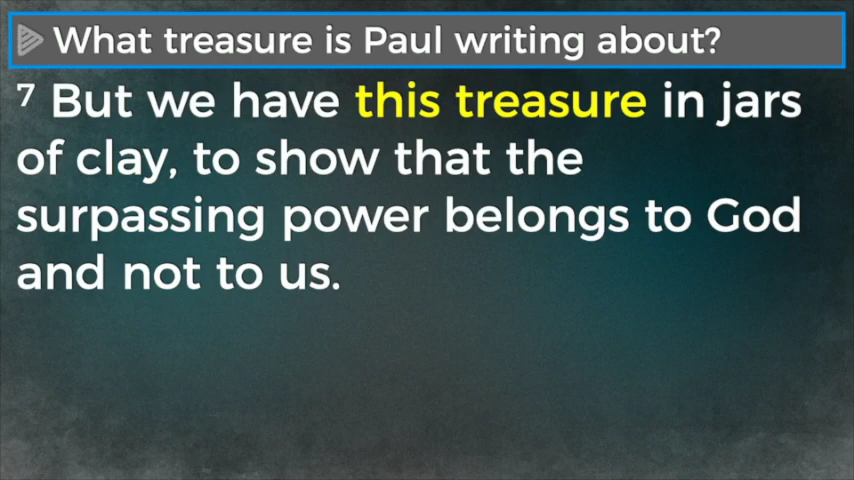 What treasure is Paul writing about?
7 But we have this treasure in jars
of clay, to show that the
surpassing power belongs to God
and not to us.